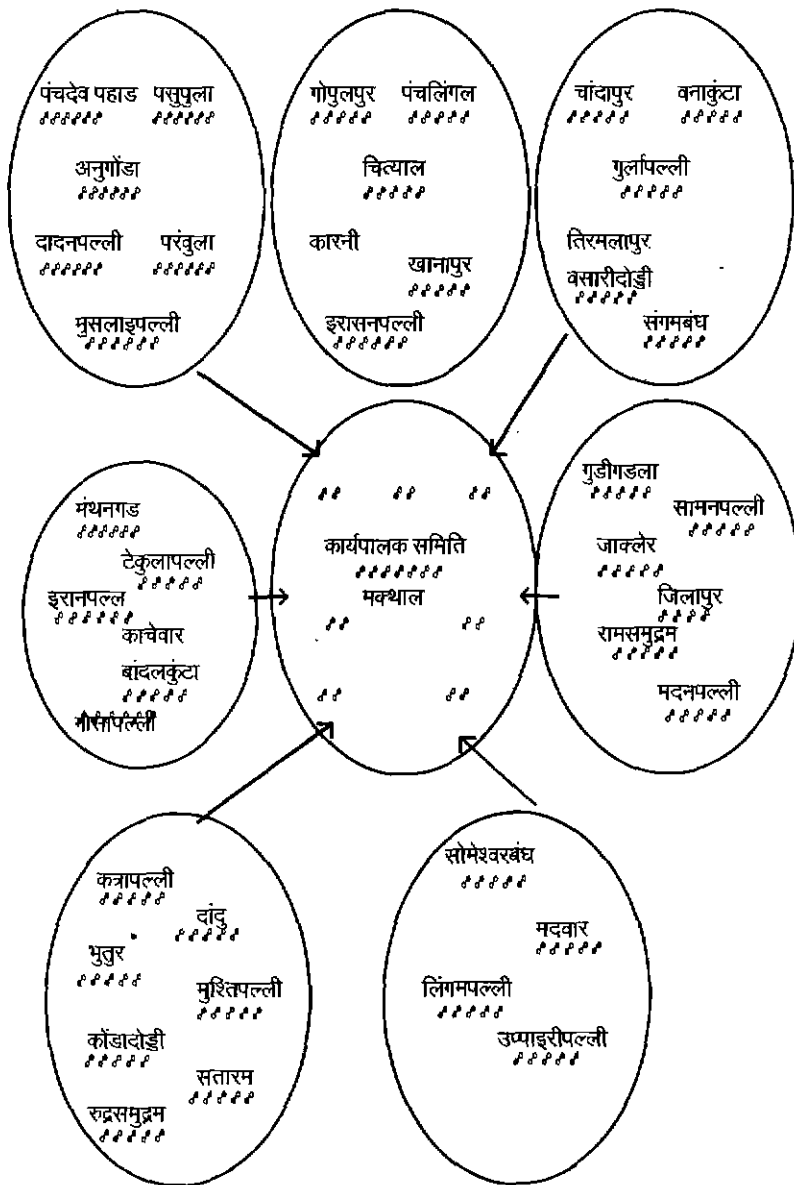 पंचदेव पहाड पसुपुला
अनुगोंडा
दादनपल्ली परंवुला
मुसलाइपल्ली
गोपुलपुर पंचलिंगल
चित्याल
कारनी
खानापुर
इरासनपल्ली
चांदापुर वनाकुंटा
गुर्लापल्ली
तिरमलापुर
वसारीदोड्डी
संगमबंघ
मंथनगड
टेकुलापल्ली
इरानपल्ल
काचेवार
बांदलकुंटा
कार्यपालक समिति
मक्थाल
गुडीगडला
सामनपल्ली
जाक्लेर
जिलापुर
रामसमुद्रम
मदनपल्ली
कत्रापल्ली
दांदु
भुतुर
मुश्तिपल्ली
कोंडादोड्डी
सतारम
रुद्रसमुद्रम
सोमेश्वरबंघ
मदवार
लिंगमपल्ली
उप्पाइरीपल्ली